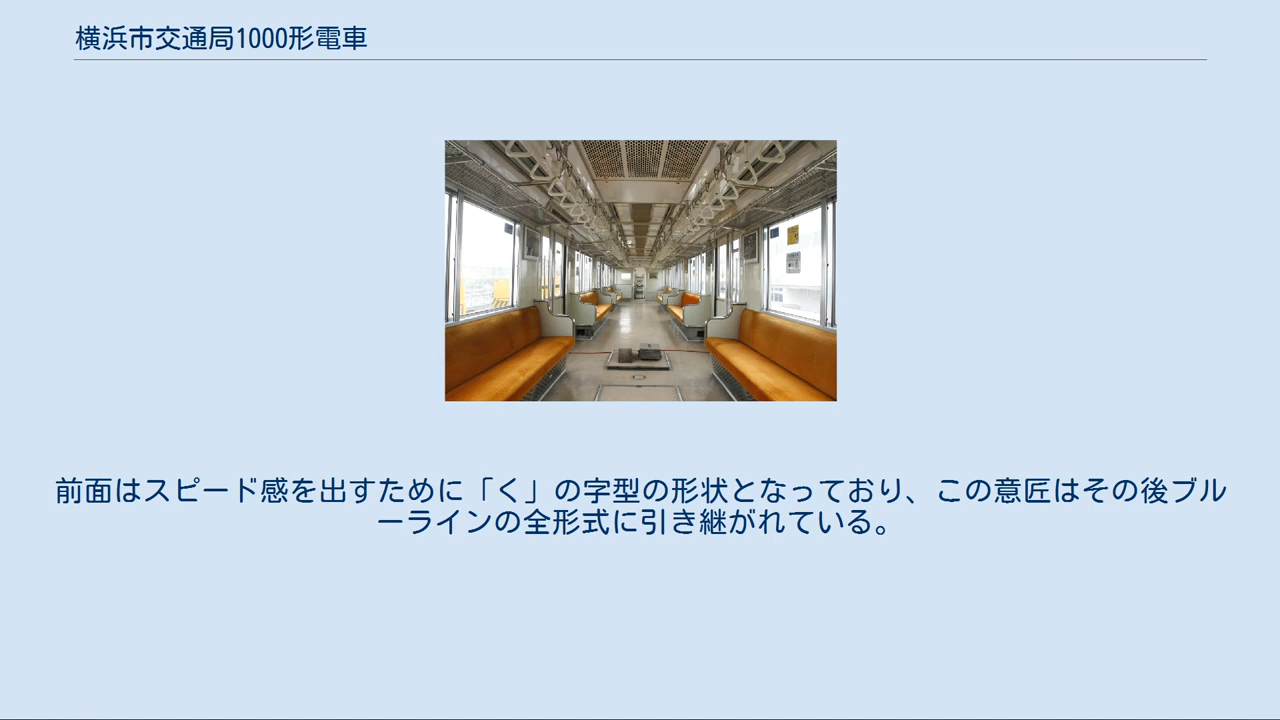 横浜市交通局1000形電車
前面はスピード感を出すために「く」の字型の形状となっており、この意匠はその後ブル
ーラインの全形式に引き継がれている。